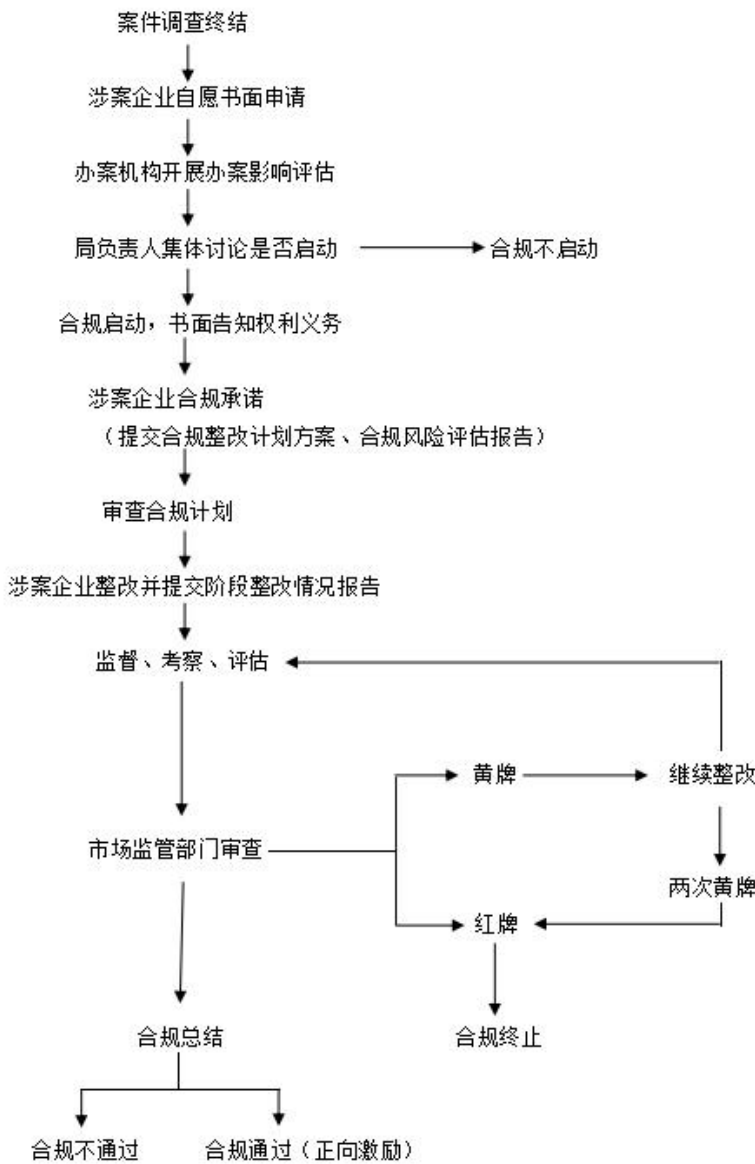 案件调查终结
涉案企业自愿书面申请
办案机构开展办案影响评估
局负责人集体讨论是否启动
合规不启动
合规启动，书面告知权利义务
涉案企业合规承诺
（提交合规整改计划方案、合规风险评估报告）
审查合规计划
涉案企业整改并提交阶段整改情况报告
监督、考察、评估
黄牌
继续整改
市场监管部门审查
两次黄牌
红牌
合规总结
合规终止
合规不通过
合规通过（正向激励）